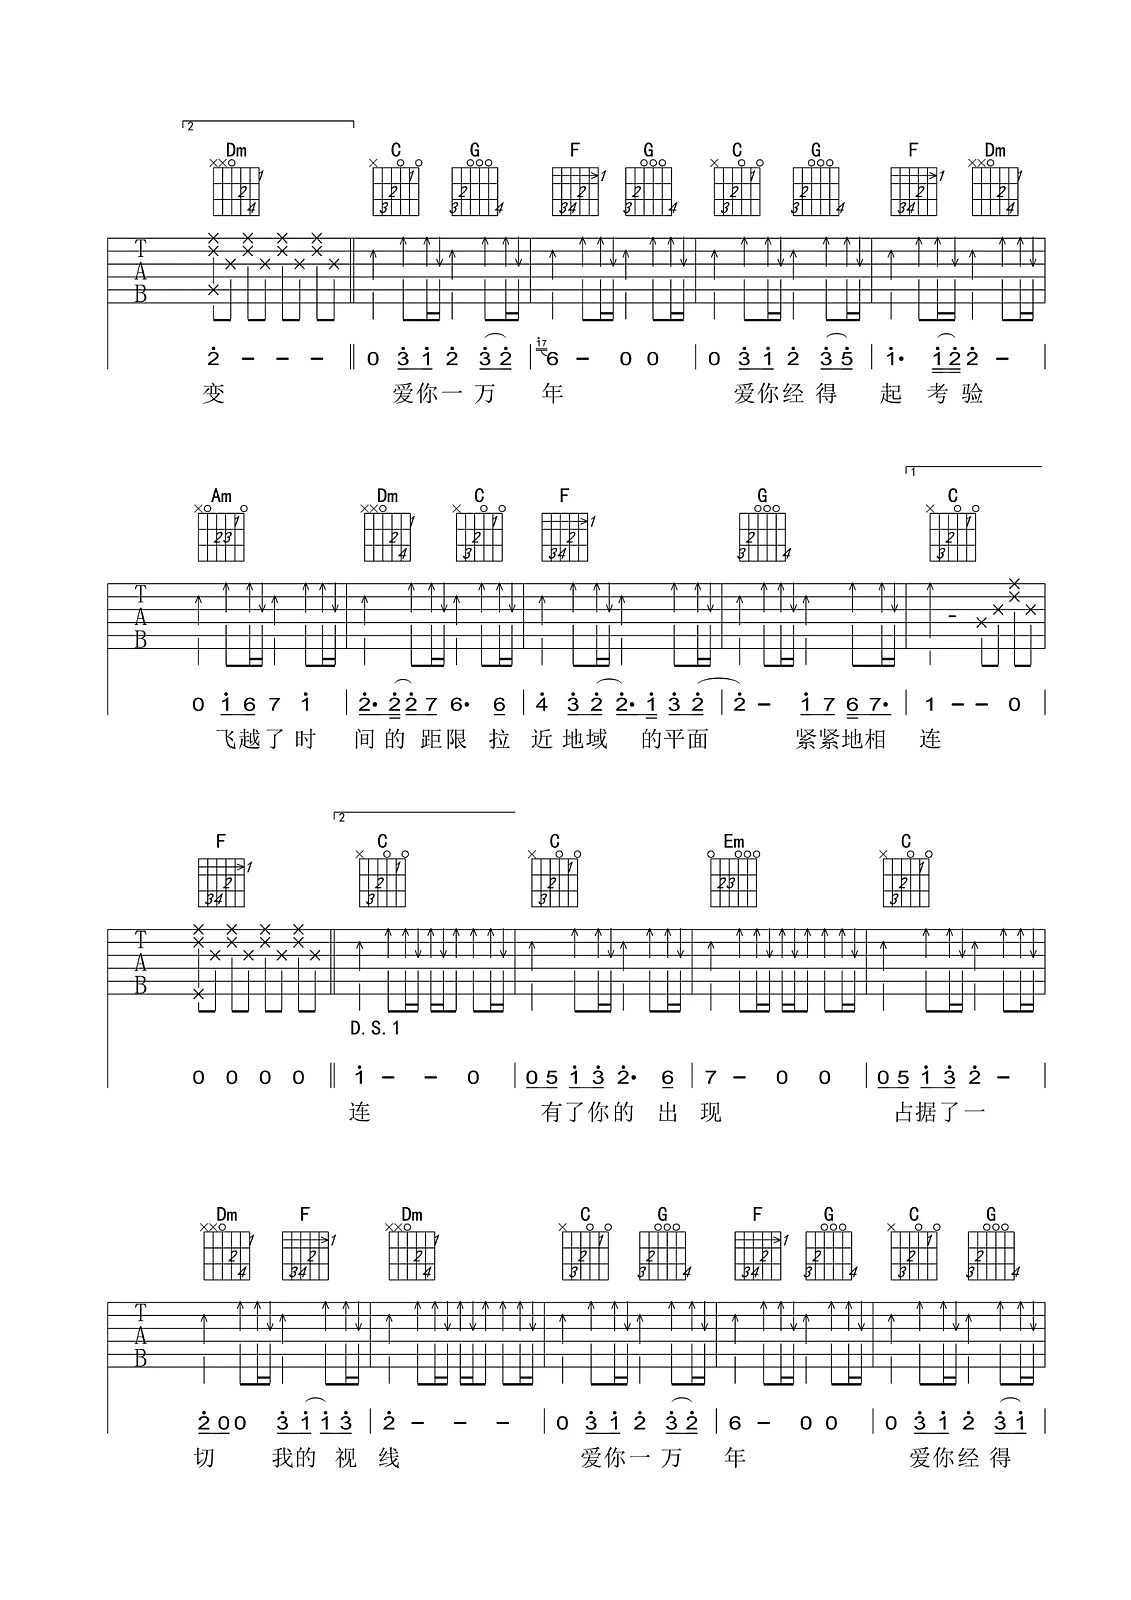 2
Dm C G F G C G F Dm
T A B
2 - - - 0 3 1 2 3 2 17 6 - 0 0 0 3 1 2 3 5 1· 1 2 2 -
变 爱你一万 年 爱你经得 起 考 验
1
Am Dm C F G C
T A B
0 1 6 7 1 2· 2 2 7 6· 6 4 3 2 2· 1 3 2 2 - 1 7 6 7· 1 - - 0
飞越了时 间的距限 拉 近地域 的平面 紧紧地相 连
2
F C C Em C
T A B
D.S.1
0 0 0 0 1 - - 0 0 5 1 3 2· 6 7 - 0 0 0 5 1 3 2 -
连 有了你的 出 现 占据了一
Dm F Dm C G F G C G
T A B
2 0 0 3 1 1 3 2 - - - 0 3 1 2 3 2 6 - 0 0 0 3 1 2 3 1
切 我的 视 线 爱你一万 年 爱你经得